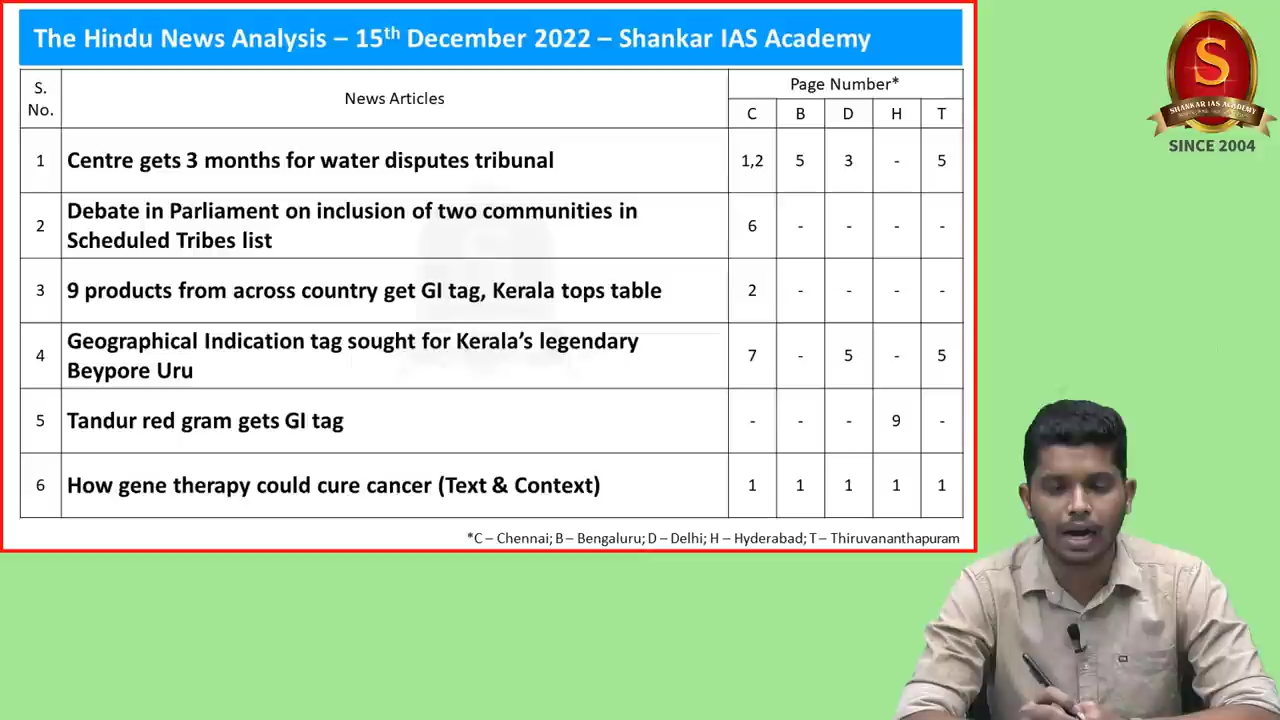 The Hindu News Analysis – 15th December 2022 – Shankar IAS Academy
S. No. News Articles Page Number*
C B D H T
1 Centre gets 3 months for water disputes tribunal 1,2 5 3 - 5
2 Debate in Parliament on inclusion of two communities in
Scheduled Tribes list 6 - - - -
3 9 products from across country get GI tag, Kerala tops table 2 - - - -
4 Geographical Indication tag sought for Kerala’s legendary
Beypore Uru 7 - 5 - 5
5 Tandur red gram gets GI tag - - - 9 -
6 How gene therapy could cure cancer (Text & Context) 1 1 1 1 1
*C – Chennai; B – Bengaluru; D – Delhi; H – Hyderabad; T – Thiruvananthapuram
S
SHANKAR IAS ACADEMY
SINCE 2004